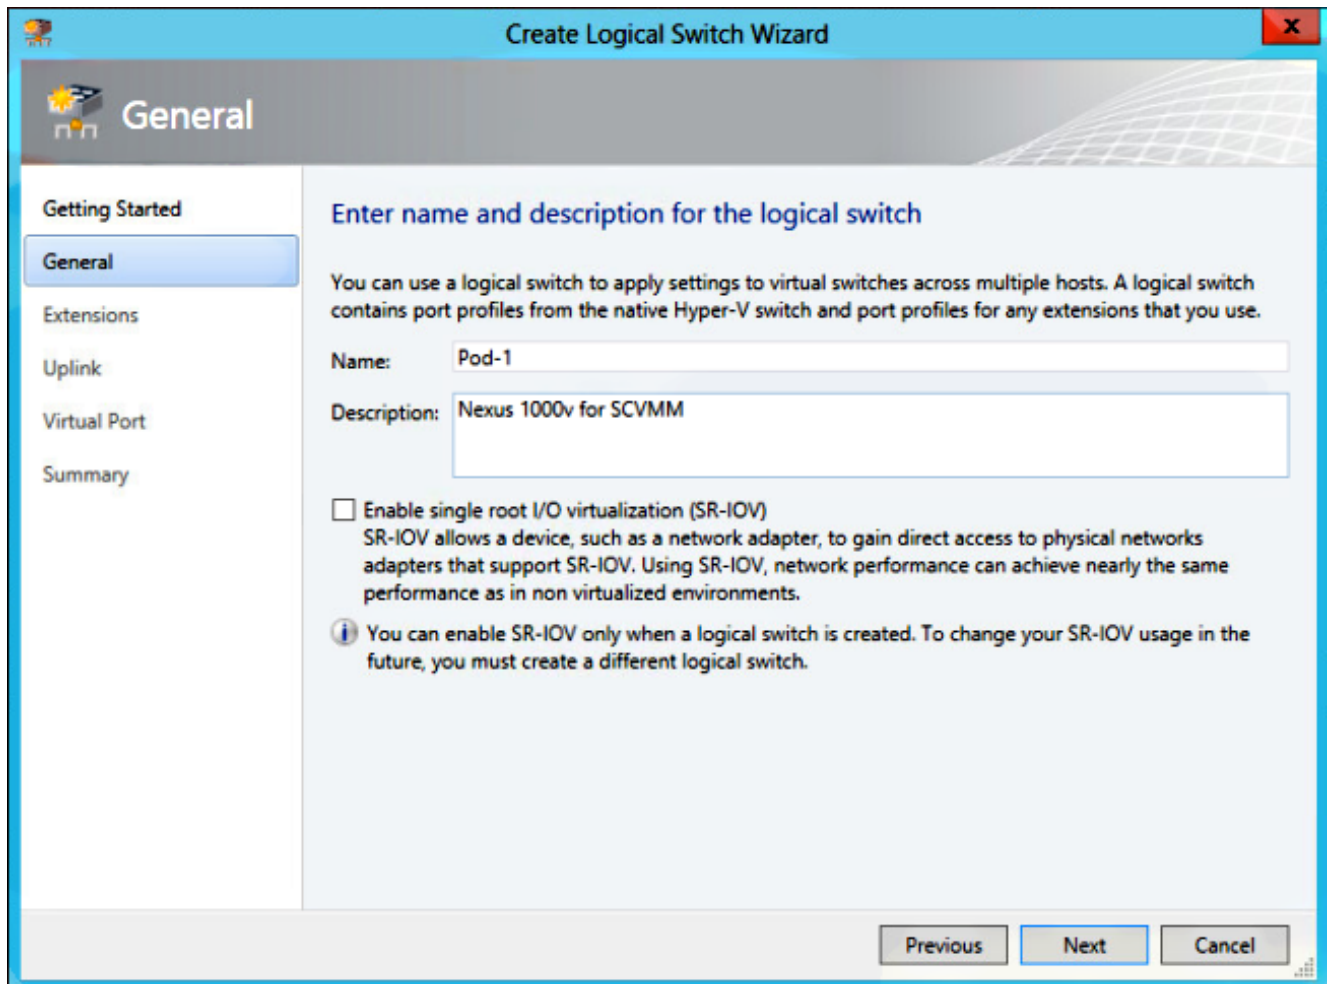 Create Logical Switch Wizard
x
General
Getting Started
General
Extensions
Uplink
Virtual Port
Summary
Enter name and description for the logical switch
You can use a logical switch to apply settings to virtual switches across multiple hosts. A logical switch
contains port profiles from the native Hyper-V switch and port profiles for any extensions that you use.
Name: Pod-1
Description: Nexus 1000v for SCVMM
Enable single root I/O virtualization (SR-IOV)
SR-IOV allows a device, such as a network adapter, to gain direct access to physical networks
adapters that support SR-IOV. Using SR-IOV, network performance can achieve nearly the same
performance as in non virtualized environments.
You can enable SR-IOV only when a logical switch is created. To change your SR-IOV usage in the
future, you must create a different logical switch.
Previous Next Cancel